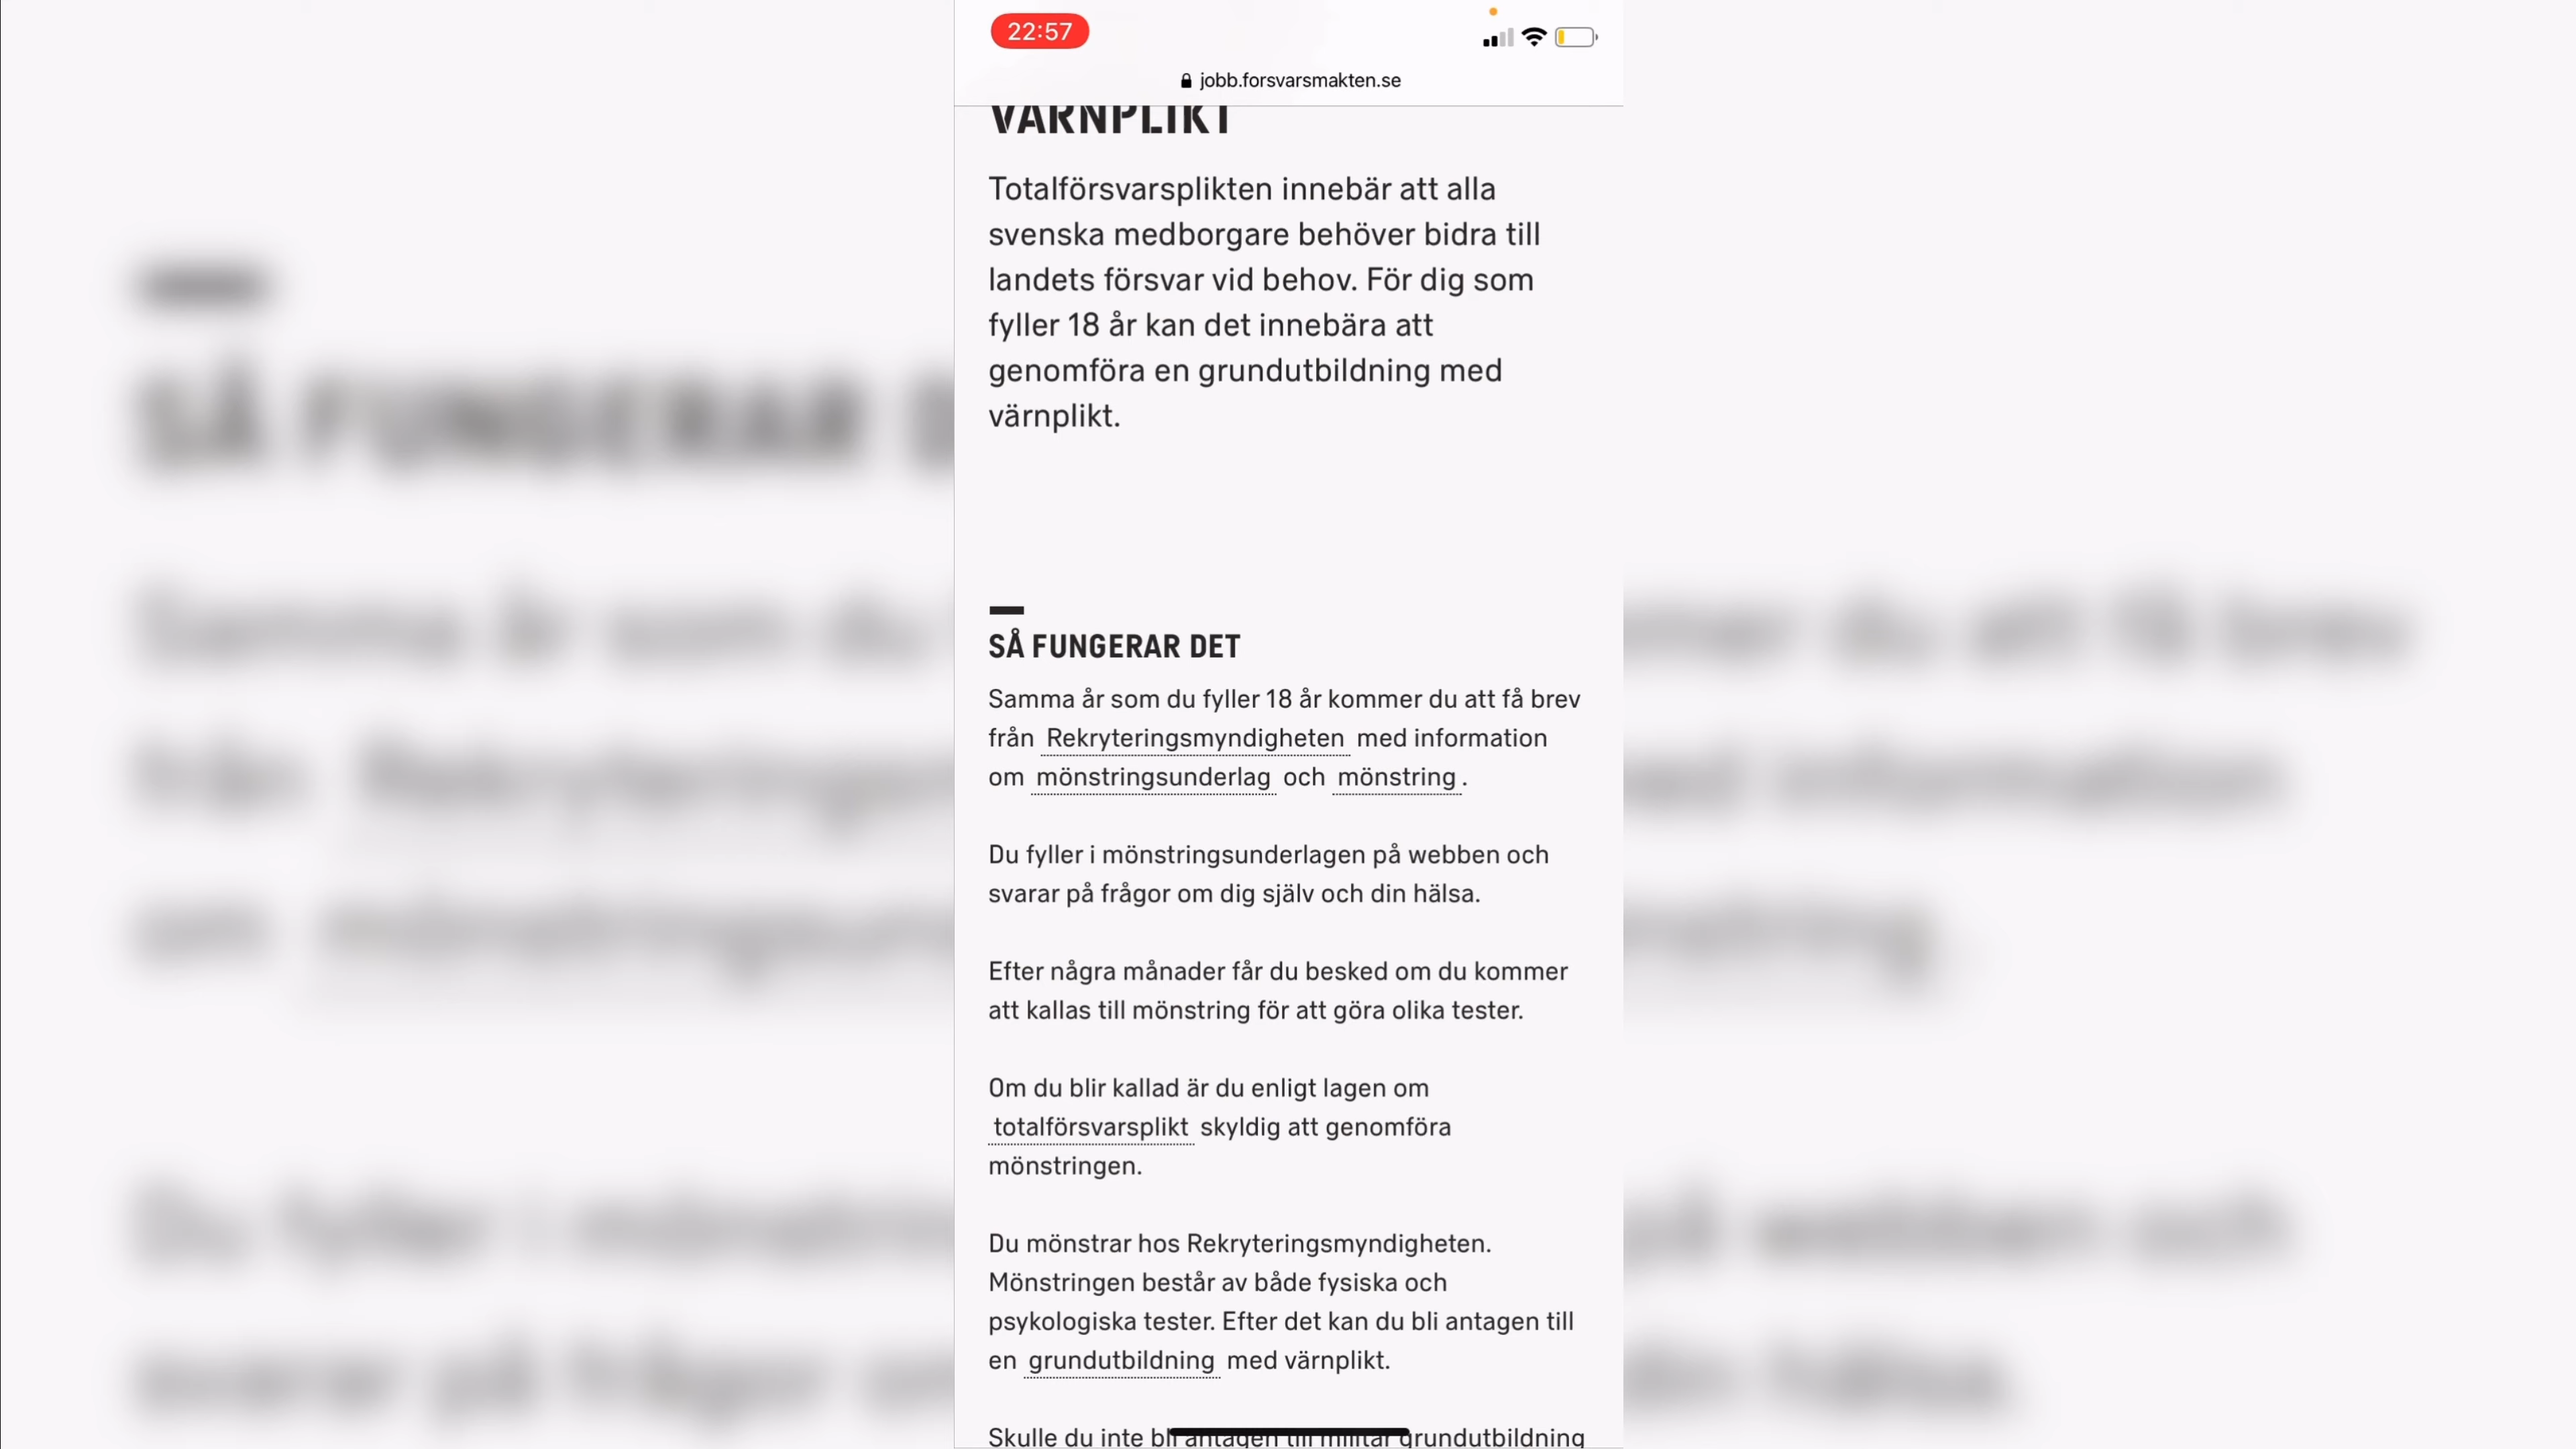 22:57
jobb.forsvarsmakten.se
VÄRNPLIKT
Totalförsvarsplikten innebär att alla
svenska medborgare behöver bidra till
landets försvar vid behov. För dig som
fyller 18 år kan det innebära att
genomföra en grundutbildning med
värnplikt.
SÅ FUNGERAR DET
Samma år som du fyller 18 år kommer du att få brev
från Rekryteringsmyndigheten med information
om mönstringsunderlag och mönstring.
Du fyller i mönstringsunderlagen på webben och
svarar på frågor om dig själv och din hälsa.
Efter några månader får du besked om du kommer
att kallas till mönstring för att göra olika tester.
Om du blir kallad är du enligt lagen om
totalförsvarsplikt skyldig att genomföra
mönstringen.
Du mönstrar hos Rekryteringsmyndigheten.
Mönstringen består av både fysiska och
psykologiska tester. Efter det kan du bli antagen till
en grundutbildning med värnplikt.
Skulle du inte bli antagen till militär grundutbildning